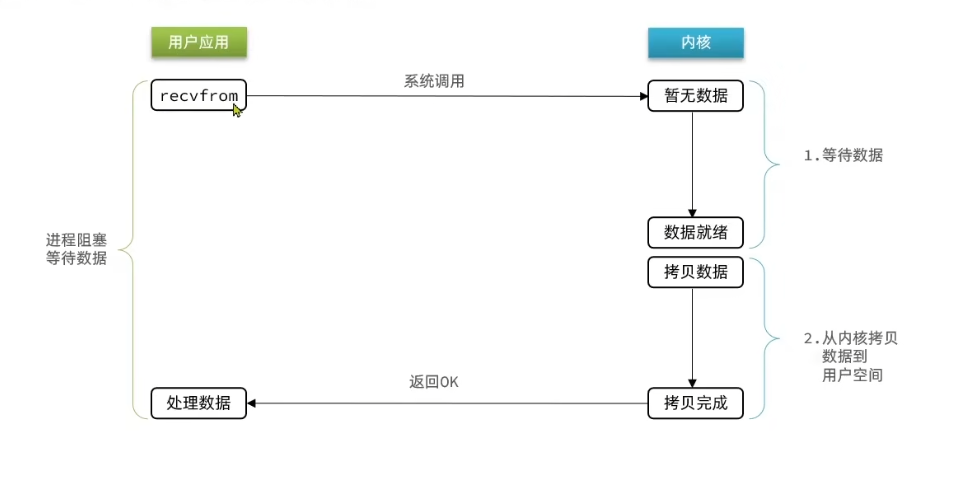 用户应用
内核
recvfrom
系统调用
暂无数据
1.等待数据
进程阻塞
等待数据
数据就绪
拷贝数据
2.从内核拷贝
数据到
用户空间
处理数据
返回OK
拷贝完成